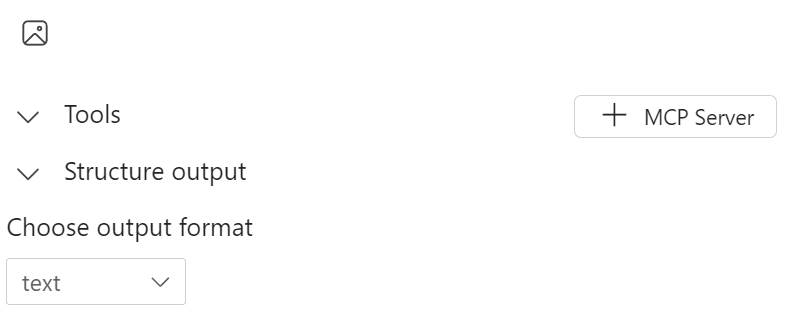 Tools
MCP Server
Structure output
Choose output format
text